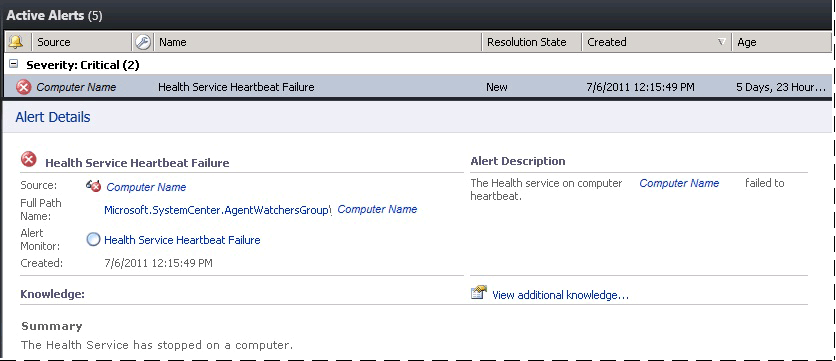 Active Alerts (5)
Source Name Resolution State Created Age
Severity: Critical (2)
Computer Name Health Service Heartbeat Failure New 7/6/2011 12:15:49 PM 5 Days, 23 Hour...
Alert Details
Health Service Heartbeat Failure
Source: Computer Name
Full Path
Name: Microsoft.SystemCenter.AgentWatchersGroup\ Computer Name
Alert
Monitor: Health Service Heartbeat Failure
Created: 7/6/2011 12:15:49 PM
Alert Description
The Health service on computer Computer Name failed to
heartbeat.
Knowledge:
View additional knowledge...
Summary
The Health Service has stopped on a computer.